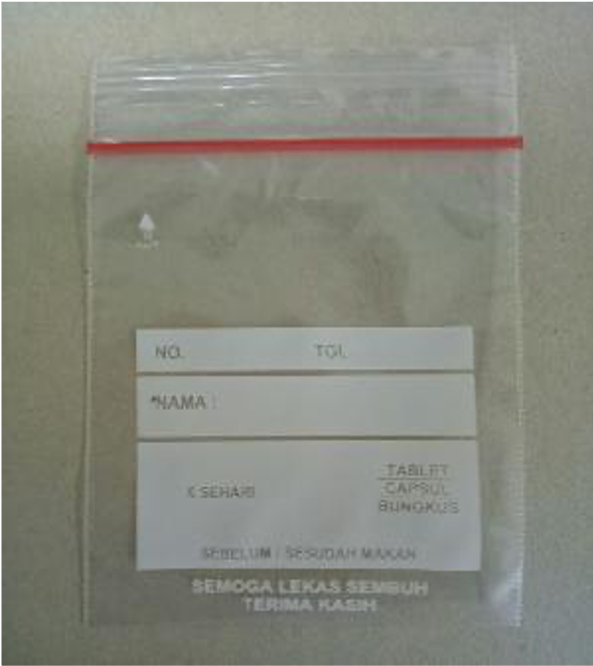 NO. TGL.
*NAMA :
X SEHARI
TABLET
CAPSUL
BUNGKUS
SEBELUM / SESUDAH MAKAN
SEMOGA LEKAS SEMBUH
TERIMA KASIH